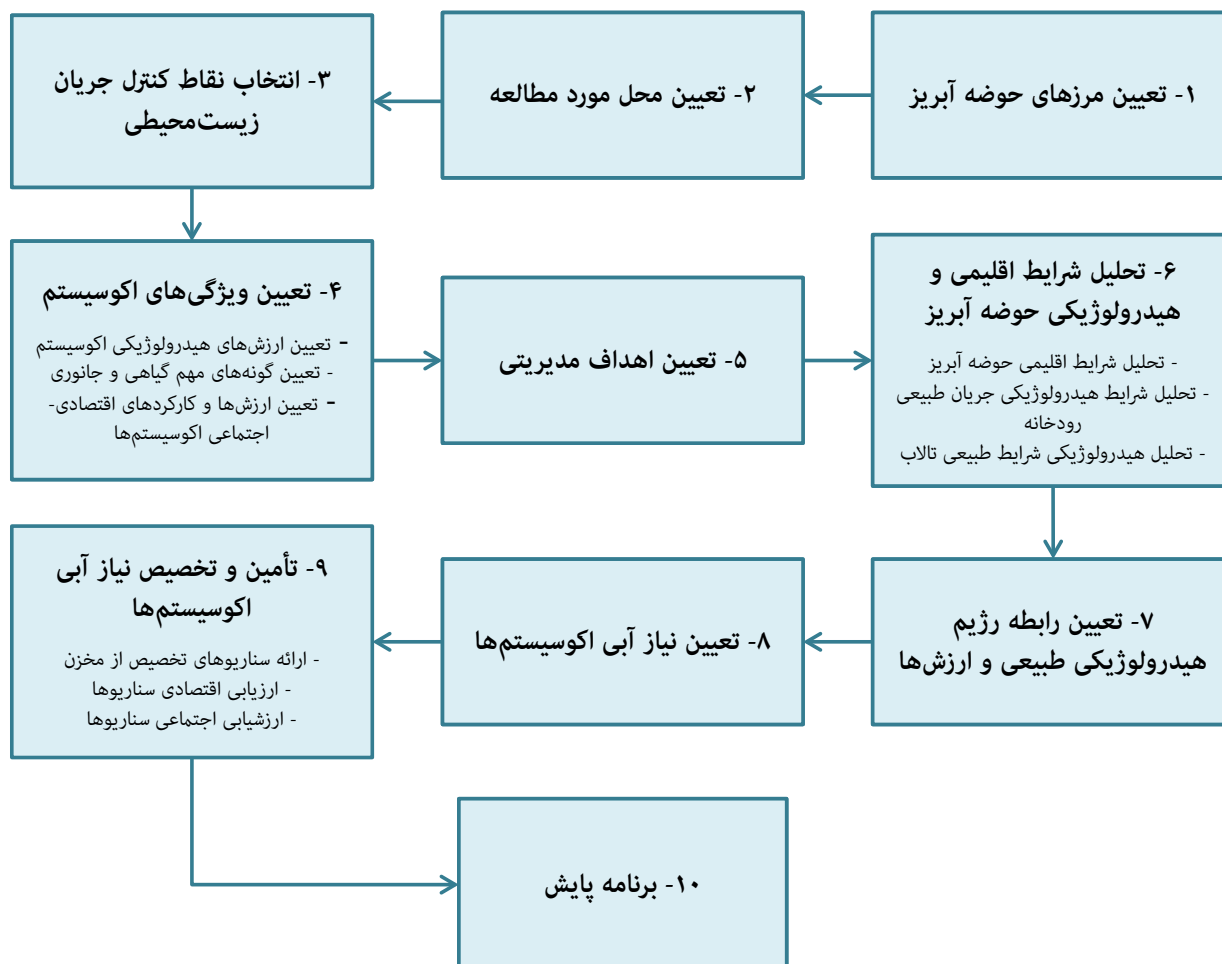 ۱- تعیین مرزهای حوضه آبریز
۲- تعیین محل مورد مطالعه
۳- انتخاب نقاط کنترل جریان
زیست‌محیطی
۴- تعیین ویژگی‌های اکوسیستم
- تعیین ارزش‌های هیدرولوژیکی اکوسیستم
- تعیین گونه‌های مهم گیاهی و جانوری
- تعیین ارزش‌ها و کارکردهای اقتصادی-
اجتماعی اکوسیستم‌ها
۵- تعیین اهداف مدیریتی
۶- تحلیل شرایط اقلیمی و
هیدرولوژیکی حوضه آبریز
- تحلیل شرایط اقلیمی حوضه آبریز
- تحلیل شرایط هیدرولوژیکی جریان طبیعی
رودخانه
- تحلیل هیدرولوژیکی شرایط طبیعی تالاب
۷- تعیین رابطه رژیم
هیدرولوژیکی طبیعی و ارزش‌ها
۸- تعیین نیاز آبی اکوسیستم‌ها
۹- تأمین و تخصیص نیاز آبی
اکوسیستم‌ها
- ارائه سناریوهای تخصیص از مخزن
- ارزیابی اقتصادی سناریوها
- ارزشیابی اجتماعی سناریوها
۱۰- برنامه پایش